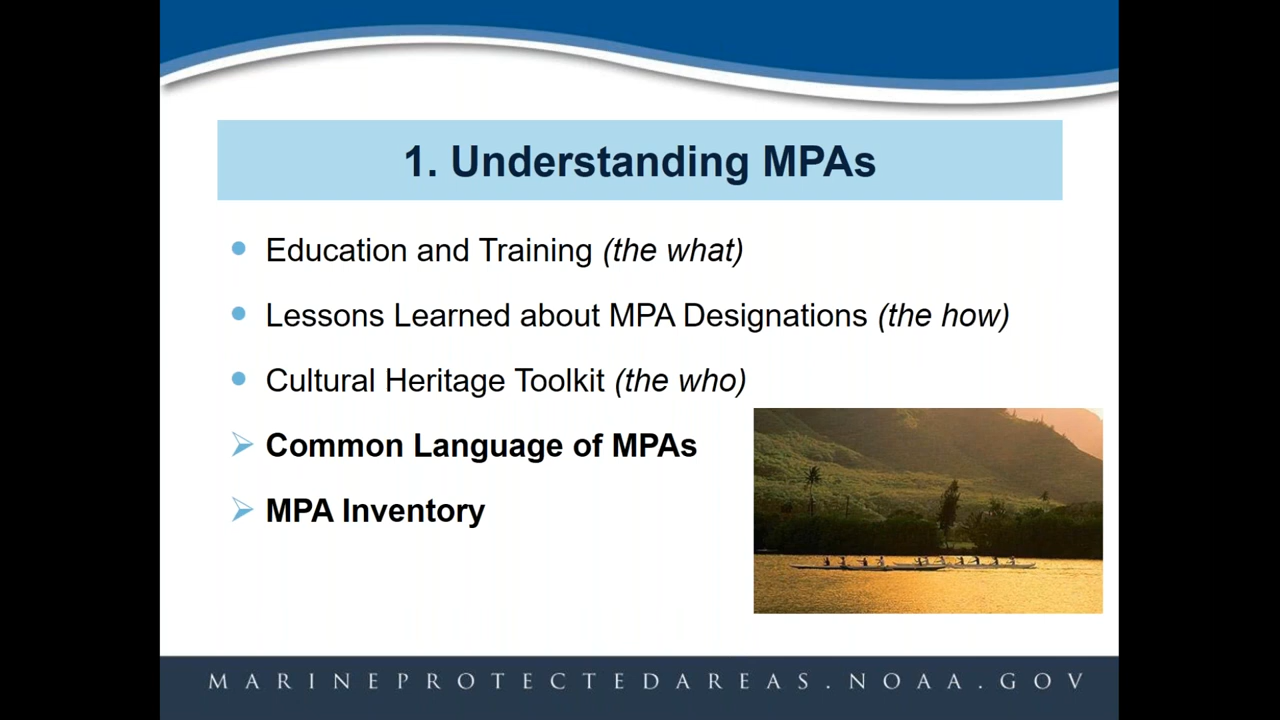 1. Understanding MPAs
Education and Training (the what)
Lessons Learned about MPA Designations (the how)
Cultural Heritage Toolkit (the who)
Common Language of MPAs
MPA Inventory
MARINEPROTECTEDAREAS.NOAA.GOV